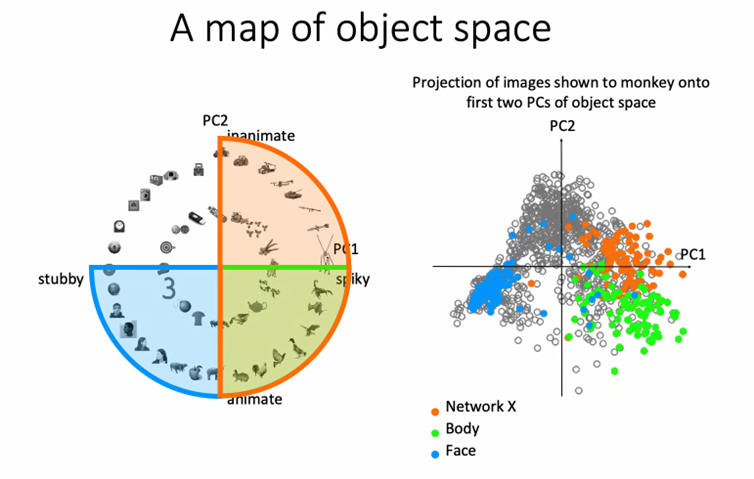 A map of object space
Projection of images shown to monkey onto
first two PCs of object space
PC2
inanimate
PC1
stubby
spiky
3
animate
PC2
PC1
Network X
Body
Face